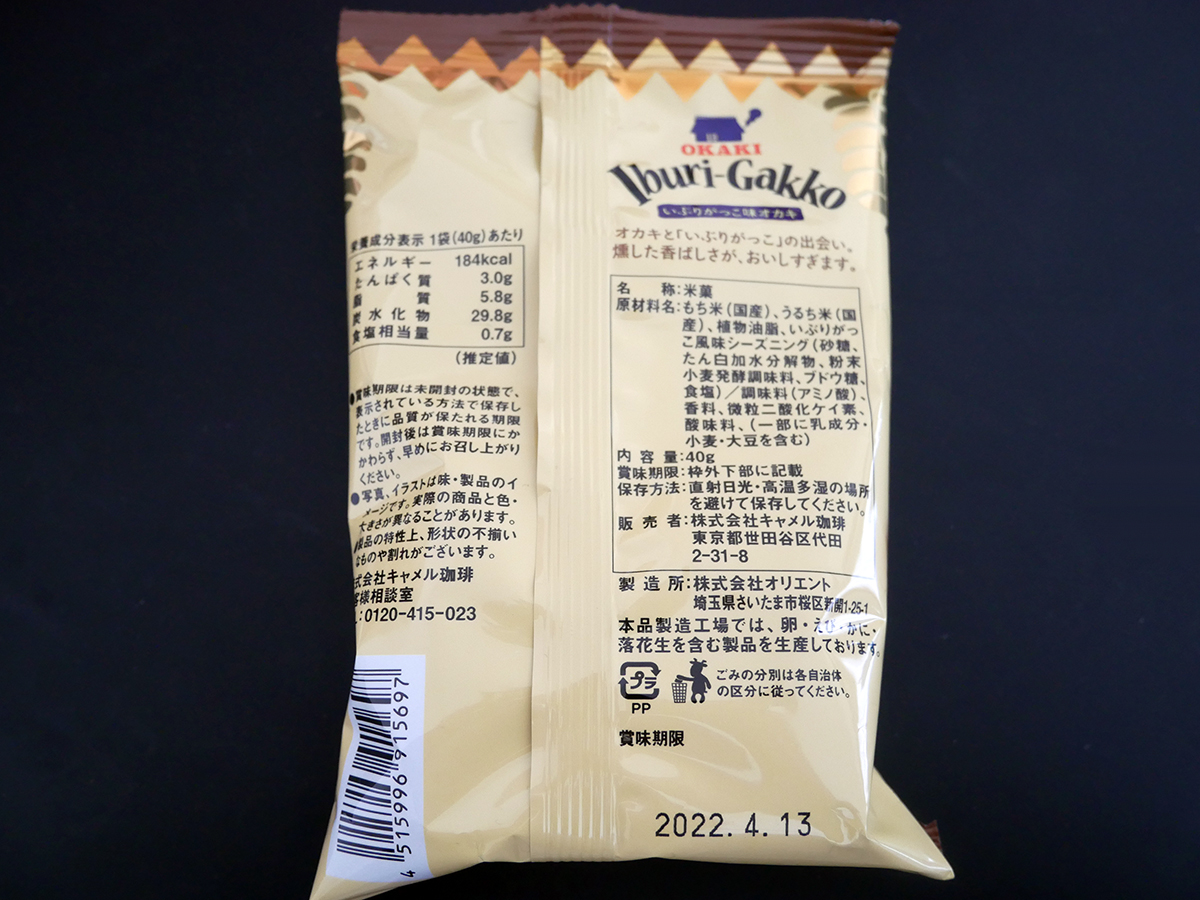 OKAKI
Iburi-Gakko
いぶりがっこ味オカキ
オカキと「いぶりがっこ」の出会い。
燻した香ばしさが、おいしすぎます。
栄養成分表示 1袋(40g)あたり
エネルギー 184kcal
たんぱく質 3.0g
脂質 5.8g
炭水化物 29.8g
食塩相当量 0.7g
(推定値)
●賞味期限は未開封の状態で、
表示されている方法で保存し
たときに品質が保たれる期限
です。開封後は賞味期限にか
かわらず、早めにお召し上がり
ください。
●写真、イラストは味・製品のイ
メージです。実際の商品と色・
大きさが異なることがあります。
●製品の特性上、形状の不揃い
なものや割れがございます。
株式会社キャメル珈琲
客様相談室
:0120-415-023
4 515996 915697
名 称:米菓
原材料名:もち米(国産)、うるち米(国
産)、植物油脂、いぶりがっ
こ風味シーズニング(砂糖、
たん白加水分解物、粉末
小麦発酵調味料、ブドウ糖、
食塩)/調味料(アミノ酸)、
香料、微粒二酸化ケイ素、
酸味料、(一部に乳成分・
小麦・大豆を含む)
内容量:40g
賞味期限:枠外下部に記載
保存方法:直射日光・高温多湿の場所
を避けて保存してください。
販売者:株式会社キャメル珈琲
東京都世田谷区代田
2-31-8
製造所:株式会社オリエント
埼玉県さいたま市桜区新開1-25-1
本品製造工場では、卵・えび・かに、
落花生を含む製品を生産しております。
プラ
PP
ごみの分別は各自治体
の区分に従ってください。
賞味期限
2022.4.13